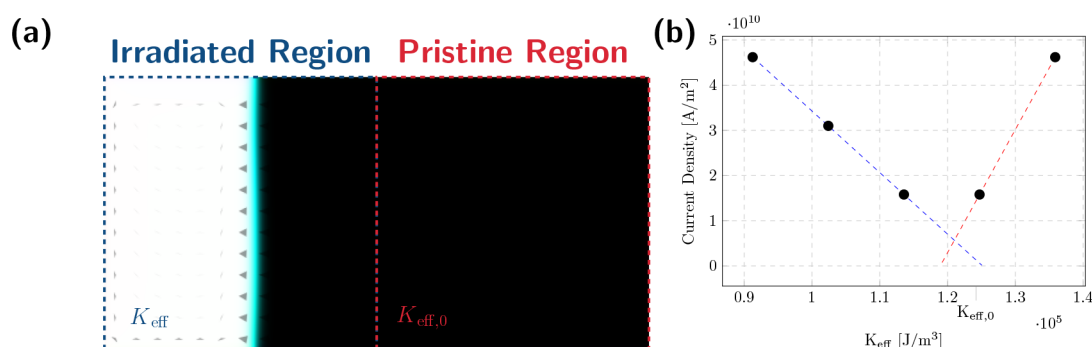 (a)
Irradiated Region Pristine Region
K_eff
K_eff,0
(b)
·10^10
Current Density [A/m²]
5
4
3
2
1
0
0.9 1 1.1 1.2 1.3 1.4
K_eff,0
·10^5
K_eff [J/m³]